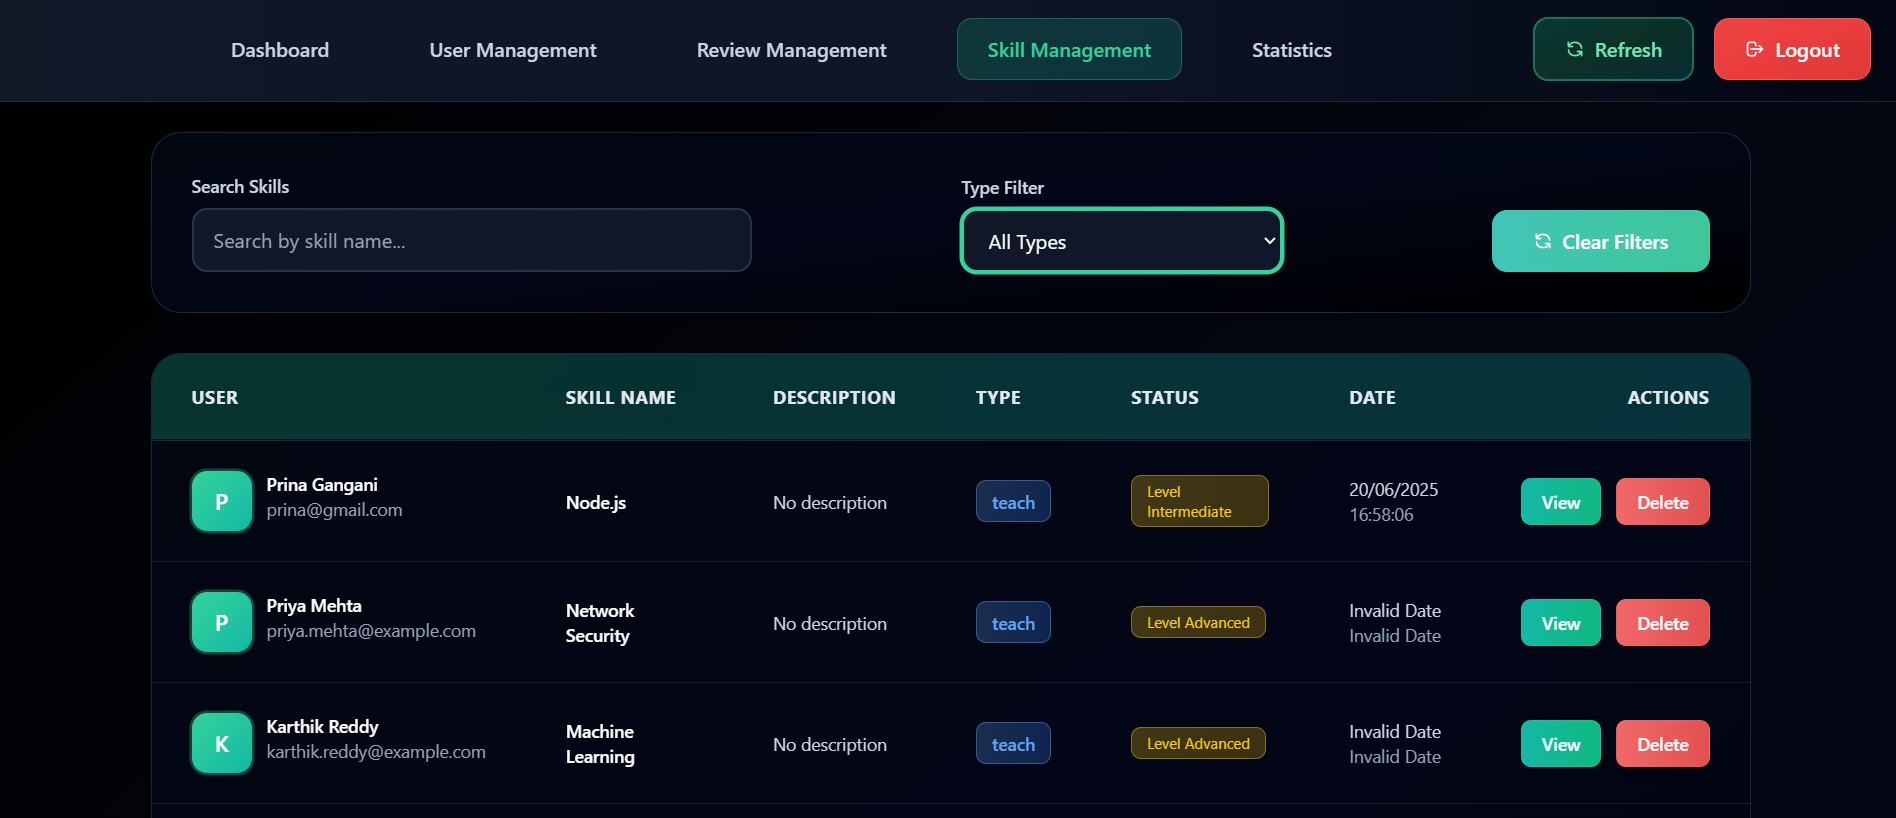 Dashboard
User Management
Review Management
Skill Management
Statistics
Refresh
Logout
Search Skills
Type Filter
Search by skill name...
All Types
Clear Filters
USER
SKILL NAME
DESCRIPTION
TYPE
STATUS
DATE
ACTIONS
P
Prina Gangani
prina@gmail.com
Node.js
No description
teach
Level
Intermediate
20/06/2025
16:58:06
View
Delete
P
Priya Mehta
priya.mehta@example.com
Network
Security
No description
teach
Level Advanced
Invalid Date
Invalid Date
View
Delete
K
Karthik Reddy
karthik.reddy@example.com
Machine
Learning
No description
teach
Level Advanced
Invalid Date
Invalid Date
View
Delete